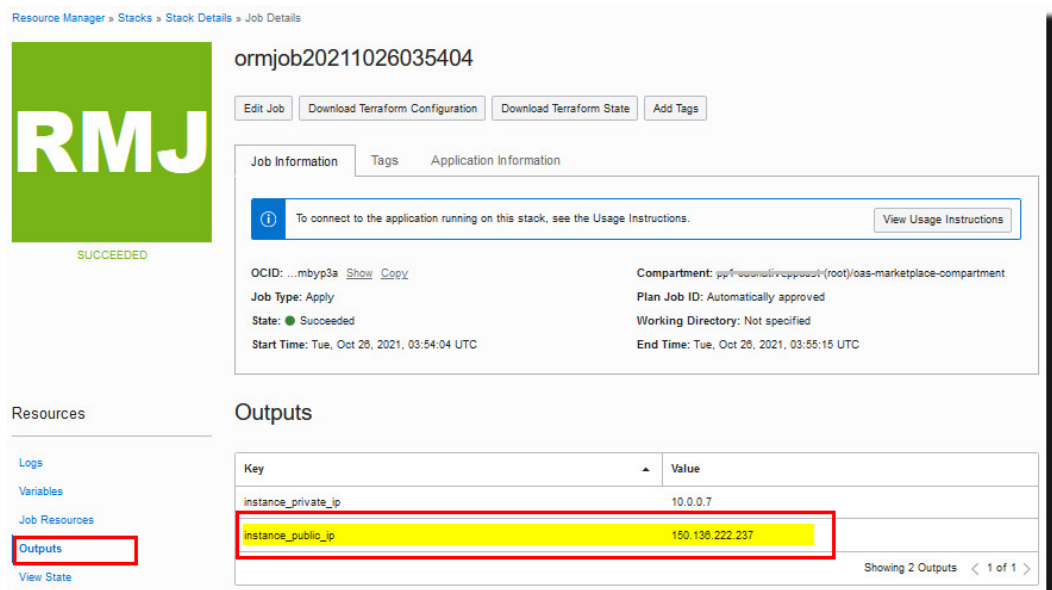 Resource Manager » Stacks » Stack Details » Job Details
RMJ
SUCCEEDED
ormjob20211026035404
Edit Job Download Terraform Configuration Download Terraform State Add Tags
Job Information Tags Application Information
To connect to the application running on this stack, see the Usage Instructions. View Usage Instructions
OCID: ...mbyp3a Show Copy
Compartment: (root)/oas-marketplace-compartment
Job Type: Apply
Plan Job ID: Automatically approved
State: Succeeded
Working Directory: Not specified
Start Time: Tue, Oct 26, 2021, 03:54:04 UTC
End Time: Tue, Oct 26, 2021, 03:55:15 UTC
Resources
Logs
Variables
Job Resources
Outputs
View State
Outputs
Key Value
instance_private_ip 10.0.0.7
instance_public_ip 150.136.222.237
Showing 2 Outputs < 1 of 1 >